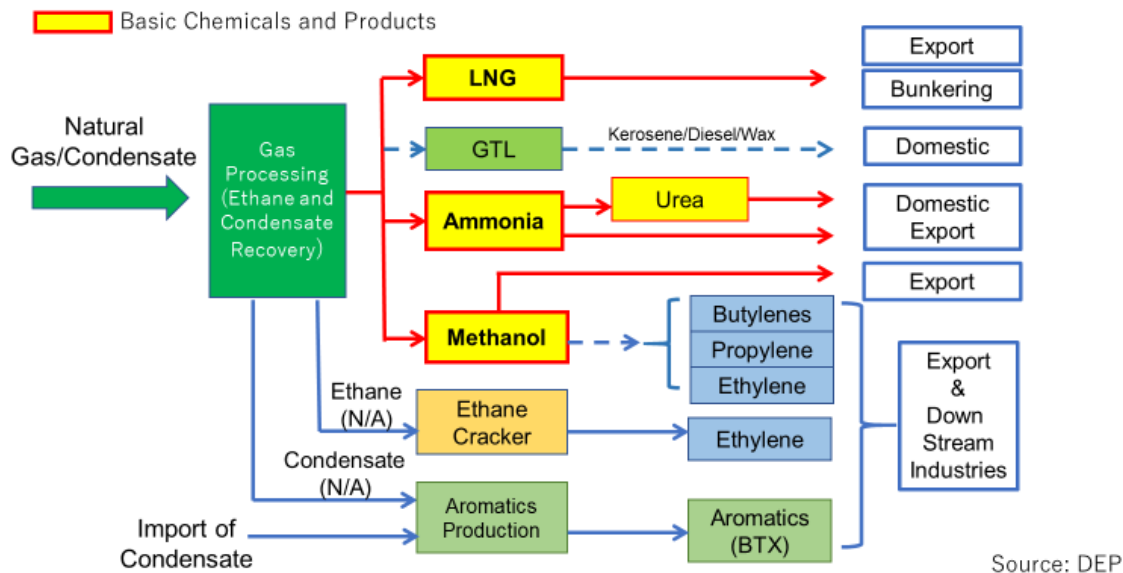 Basic Chemicals and Products
Natural
Gas/Condensate
Gas
Processing
(Ethane and
Condensate
Recovery)
LNG
Export
Bunkering
GTL
Kerosene/Diesel/Wax
Domestic
Ammonia
Urea
Domestic
Export
Export
Methanol
Butylenes
Propylene
Ethylene
Ethane
(N/A)
Ethane
Cracker
Ethylene
Export
&
Down
Stream
Industries
Condensate
(N/A)
Import of
Condensate
Aromatics
Production
Aromatics
(BTX)
Source: DEP